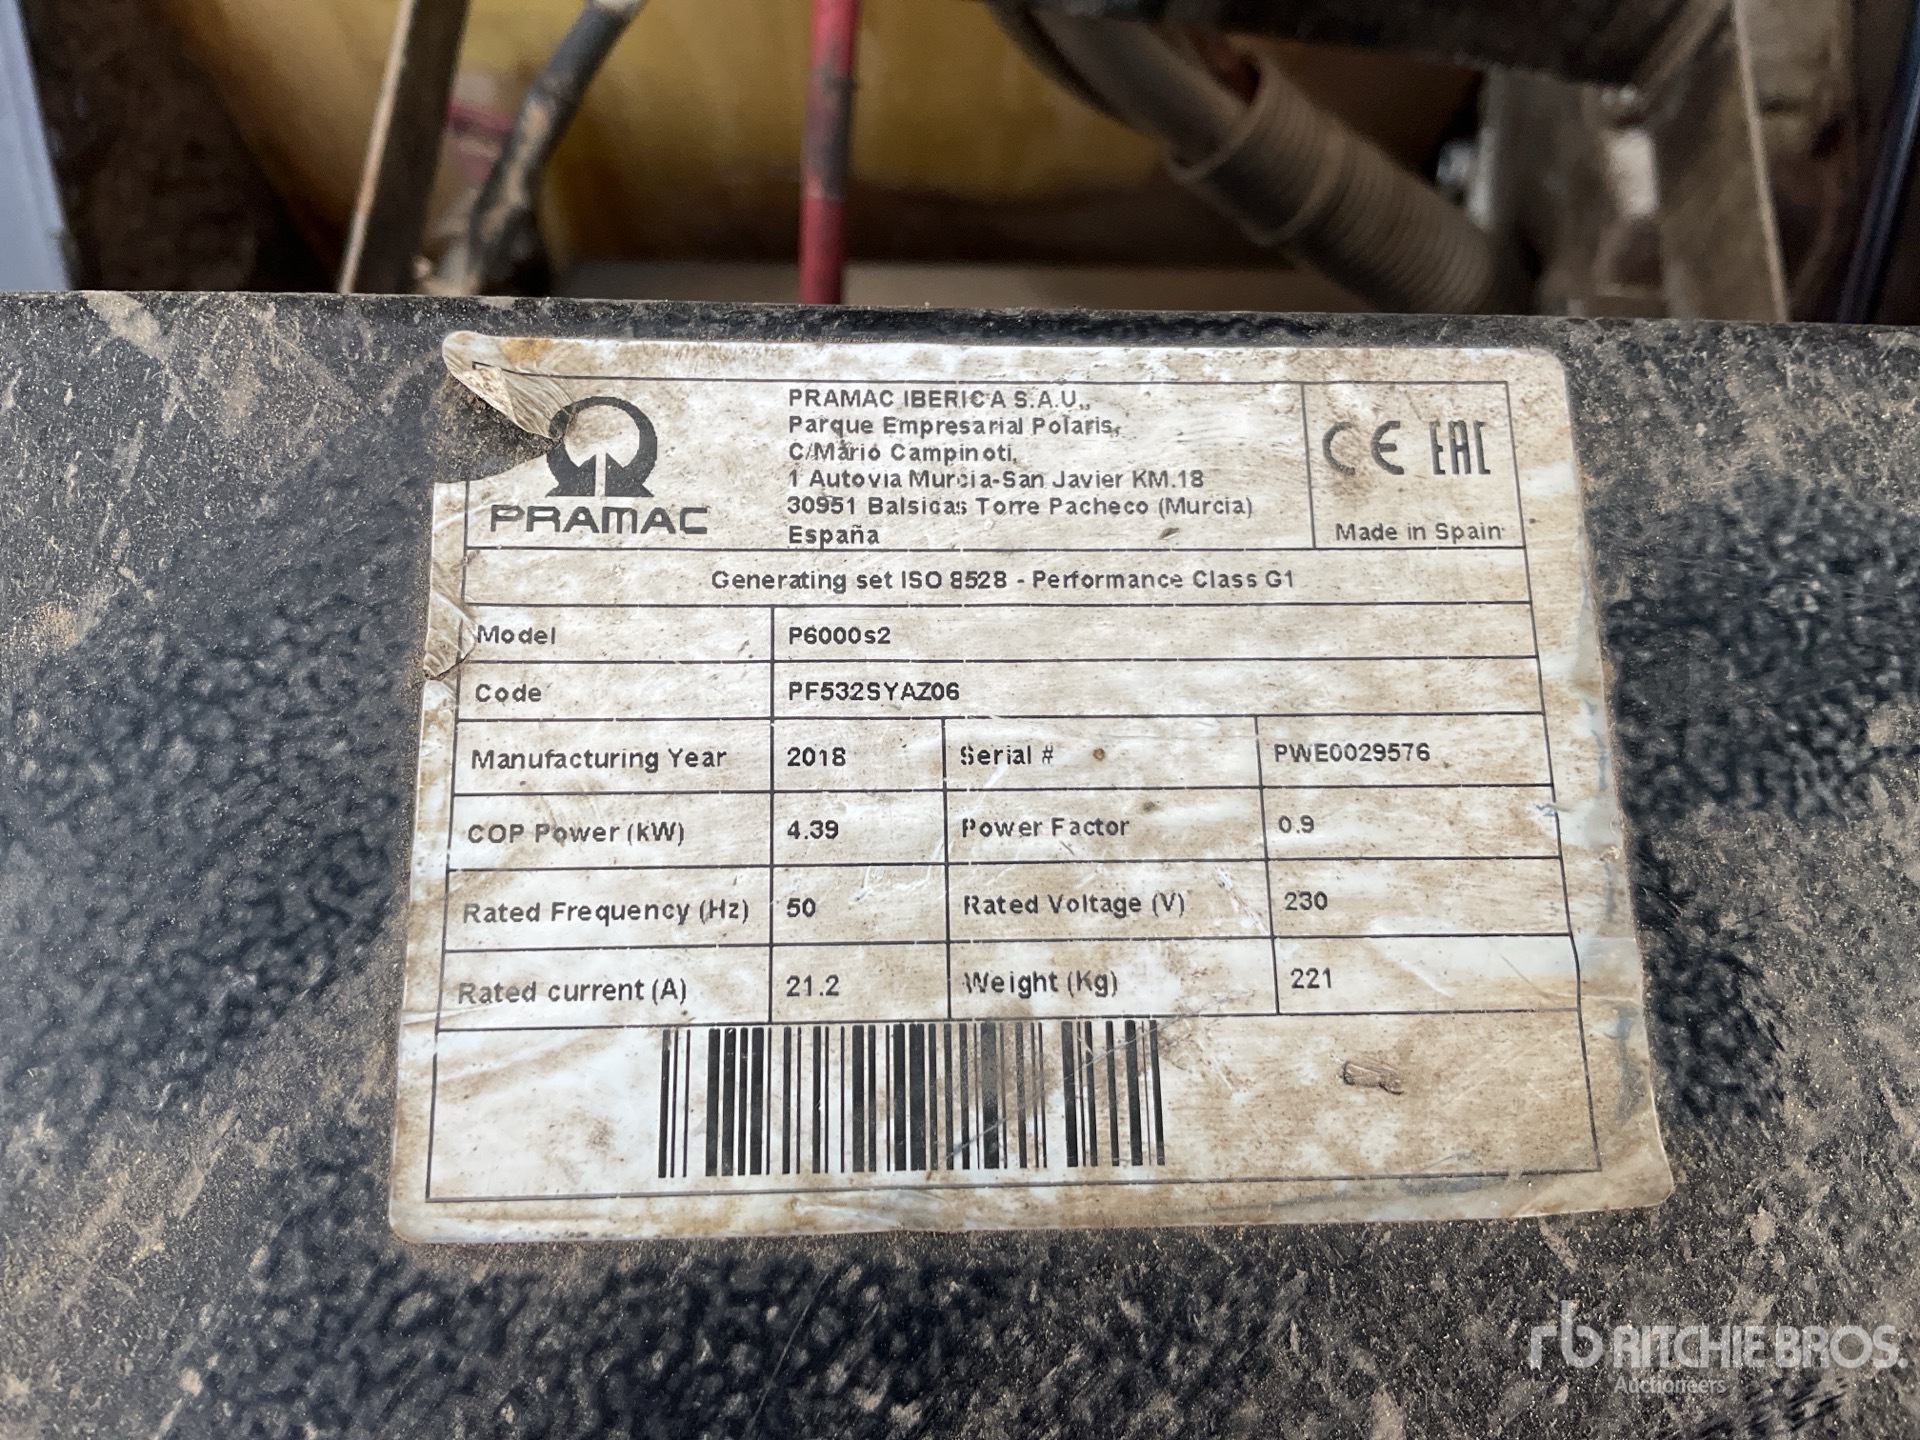 PRAMAC
PRAMAC IBERICA S.A.U.,
Parque Empresarial Polaris,
C/Mario Campinoti,
1 Autovia Murcia-San Javier KM.18
30951 Balsicas Torre Pacheco (Murcia)
España
CE EAC
Made in Spain
Generating set ISO 8528 - Performance Class G1
Model P6000s2
Code PF532SYAZ06
Manufacturing Year 2018 Serial # PWE0029576
COP Power (kW) 4.39 Power Factor 0.9
Rated Frequency (Hz) 50 Rated Voltage (V) 230
Rated current (A) 21.2 Weight (Kg) 221
rb RITCHIE BROS.
Auctioneers